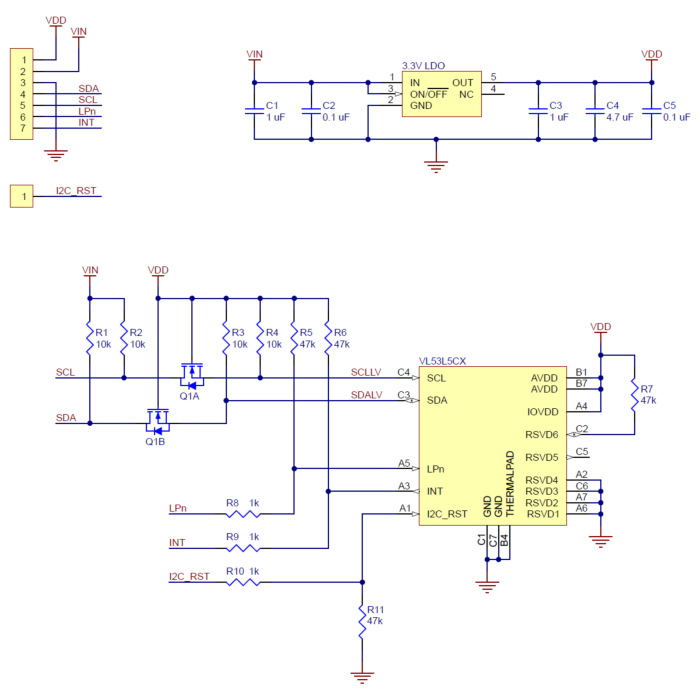 VDD
VIN
1
2
3
4 SDA
5 SCL
6 LPn
7 INT
1 I2C_RST
VIN
VDD
3.3V LDO
1 IN OUT 5
3 ON/OFF NC 4
2 GND
C1
1 uF
C2
0.1 uF
C3
1 uF
C4
4.7 uF
C5
0.1 uF
VIN
VDD
R1
10k
R2
10k
R3
10k
R4
10k
R5
47k
R6
47k
SCL
Q1A
SCLLV
SDA
Q1B
SDALV
VL53L5CX
C4 SCL
C3 SDA
A5 LPn
A3 INT
A1 I2C_RST
AVDD B1
AVDD B7
IOVDD A4
RSVD6 C2
RSVD5 C5
RSVD4 A2
RSVD3 C6
RSVD2 A7
RSVD1 A6
GND
GND
THERMALPAD
C1
C7
B4
VDD
R7
47k
LPn R8 1k
INT R9 1k
I2C_RST R10 1k
R11
47k